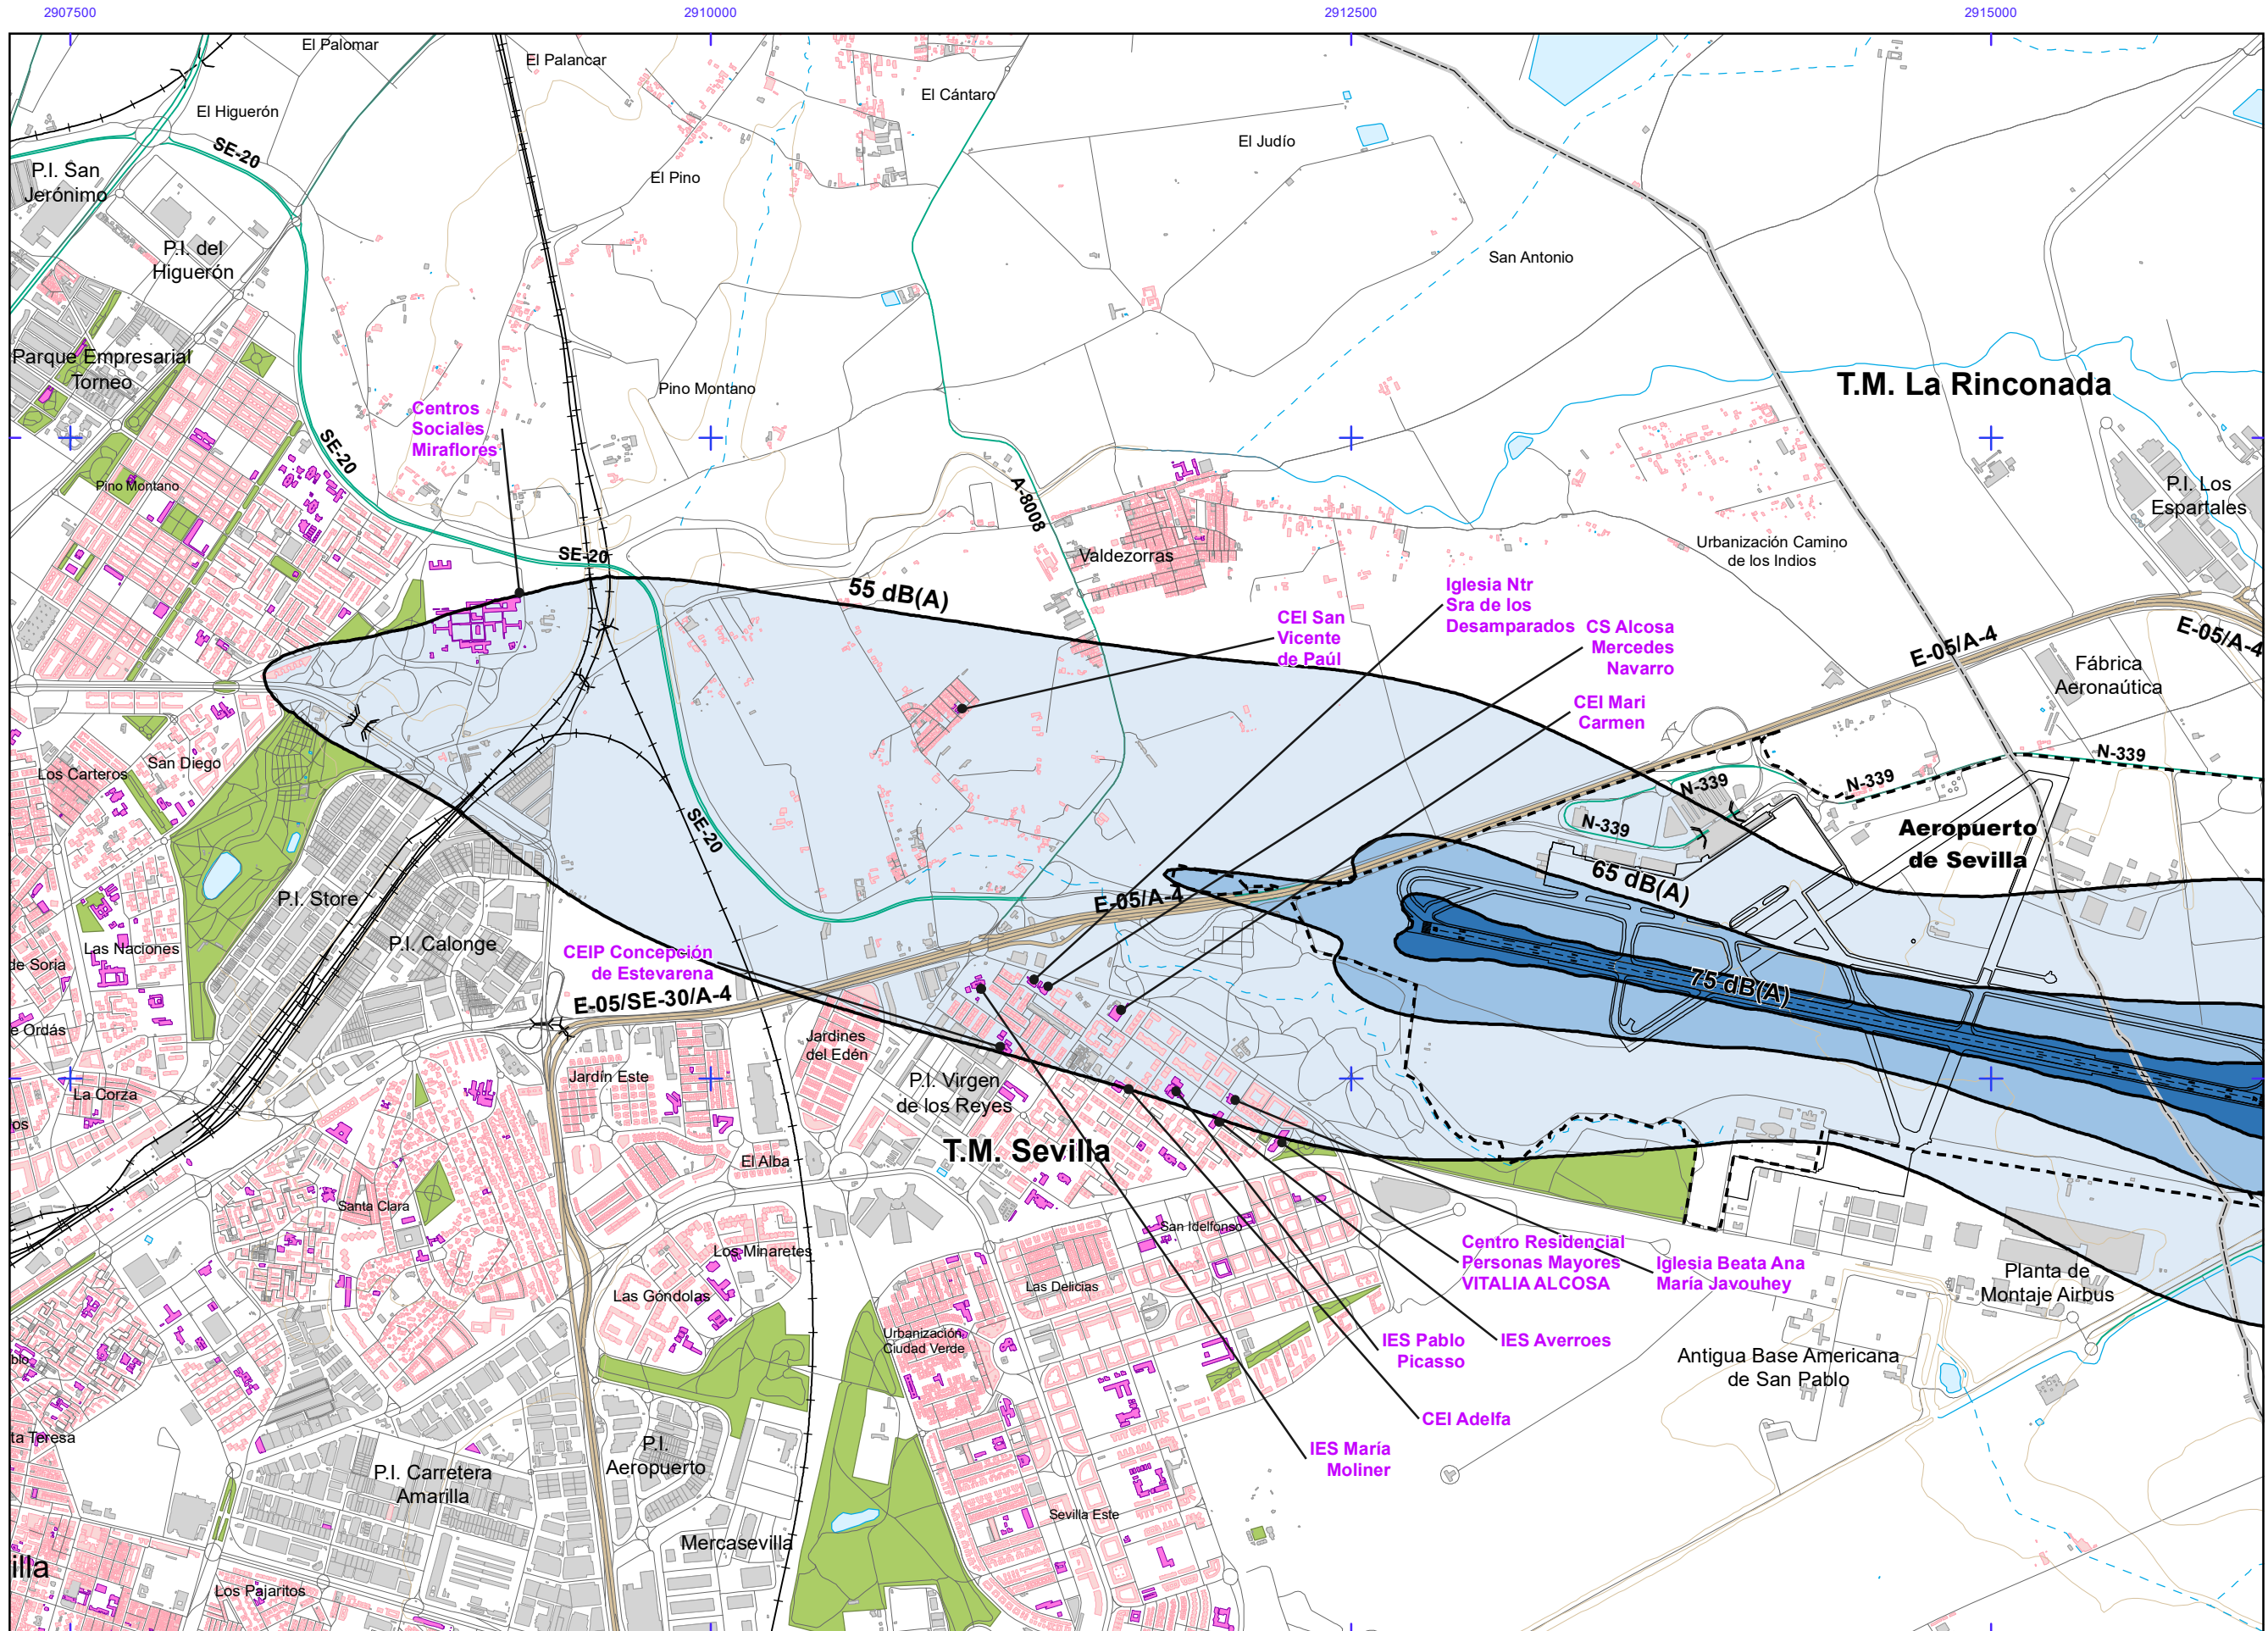 2907500
2910000
2912500
2915000
El Palomar
El Palancar
El Cántaro
El Higuerón
El Judío
SE-20
P.I. San
Jerónimo
El Pino
P.I. del
Higuerón
San Antonio
Parque Empresarial
Torneo
Pino Montano
T.M. La Rinconada
Centros
Sociales
Miraflores
SE-20
Pino Montano
A-8008
P.I. Los
Espartales
SE-20
Valdezorras
Urbanización Camino
de los Indios
55 dB(A)
Iglesia Ntr
Sra de los
Desamparados
CEI San
Vicente
de Paúl
CS Alcosa
Mercedes
Navarro
E-05/A-4
E-05/A-4
Fábrica
Aeronaútica
CEI Mari
Carmen
Los Carteros
San Diego
N-339
N-339
N-339
N-339
SE-20
Aeropuerto
de Sevilla
65 dB(A)
P.I. Store
E-05/A-4
Las Naciones
P.I. Calonge
de Soria
CEIP Concepción
de Estevarena
75 dB(A)
E-05/SE-30/A-4
e Ordás
Jardines
del Edén
Jardín Este
P.I. Virgen
de los Reyes
La Corza
os
T.M. Sevilla
El Alba
Santa Clara
San Idelfonso
Los Minaretes
Centro Residencial
Personas Mayores
VITALIA ALCOSA
Iglesia Beata Ana
María Javouhey
Las Delicias
Las Góndolas
Planta de
Montaje Airbus
Urbanización
Ciudad Verde
IES Pablo
Picasso
IES Averroes
Antigua Base Americana
de San Pablo
blo
CEI Adelfa
ta Teresa
P.I.
Aeropuerto
IES María
Moliner
P.I. Carretera
Amarilla
Sevilla Este
Mercasevilla
illa
Los Pajaritos